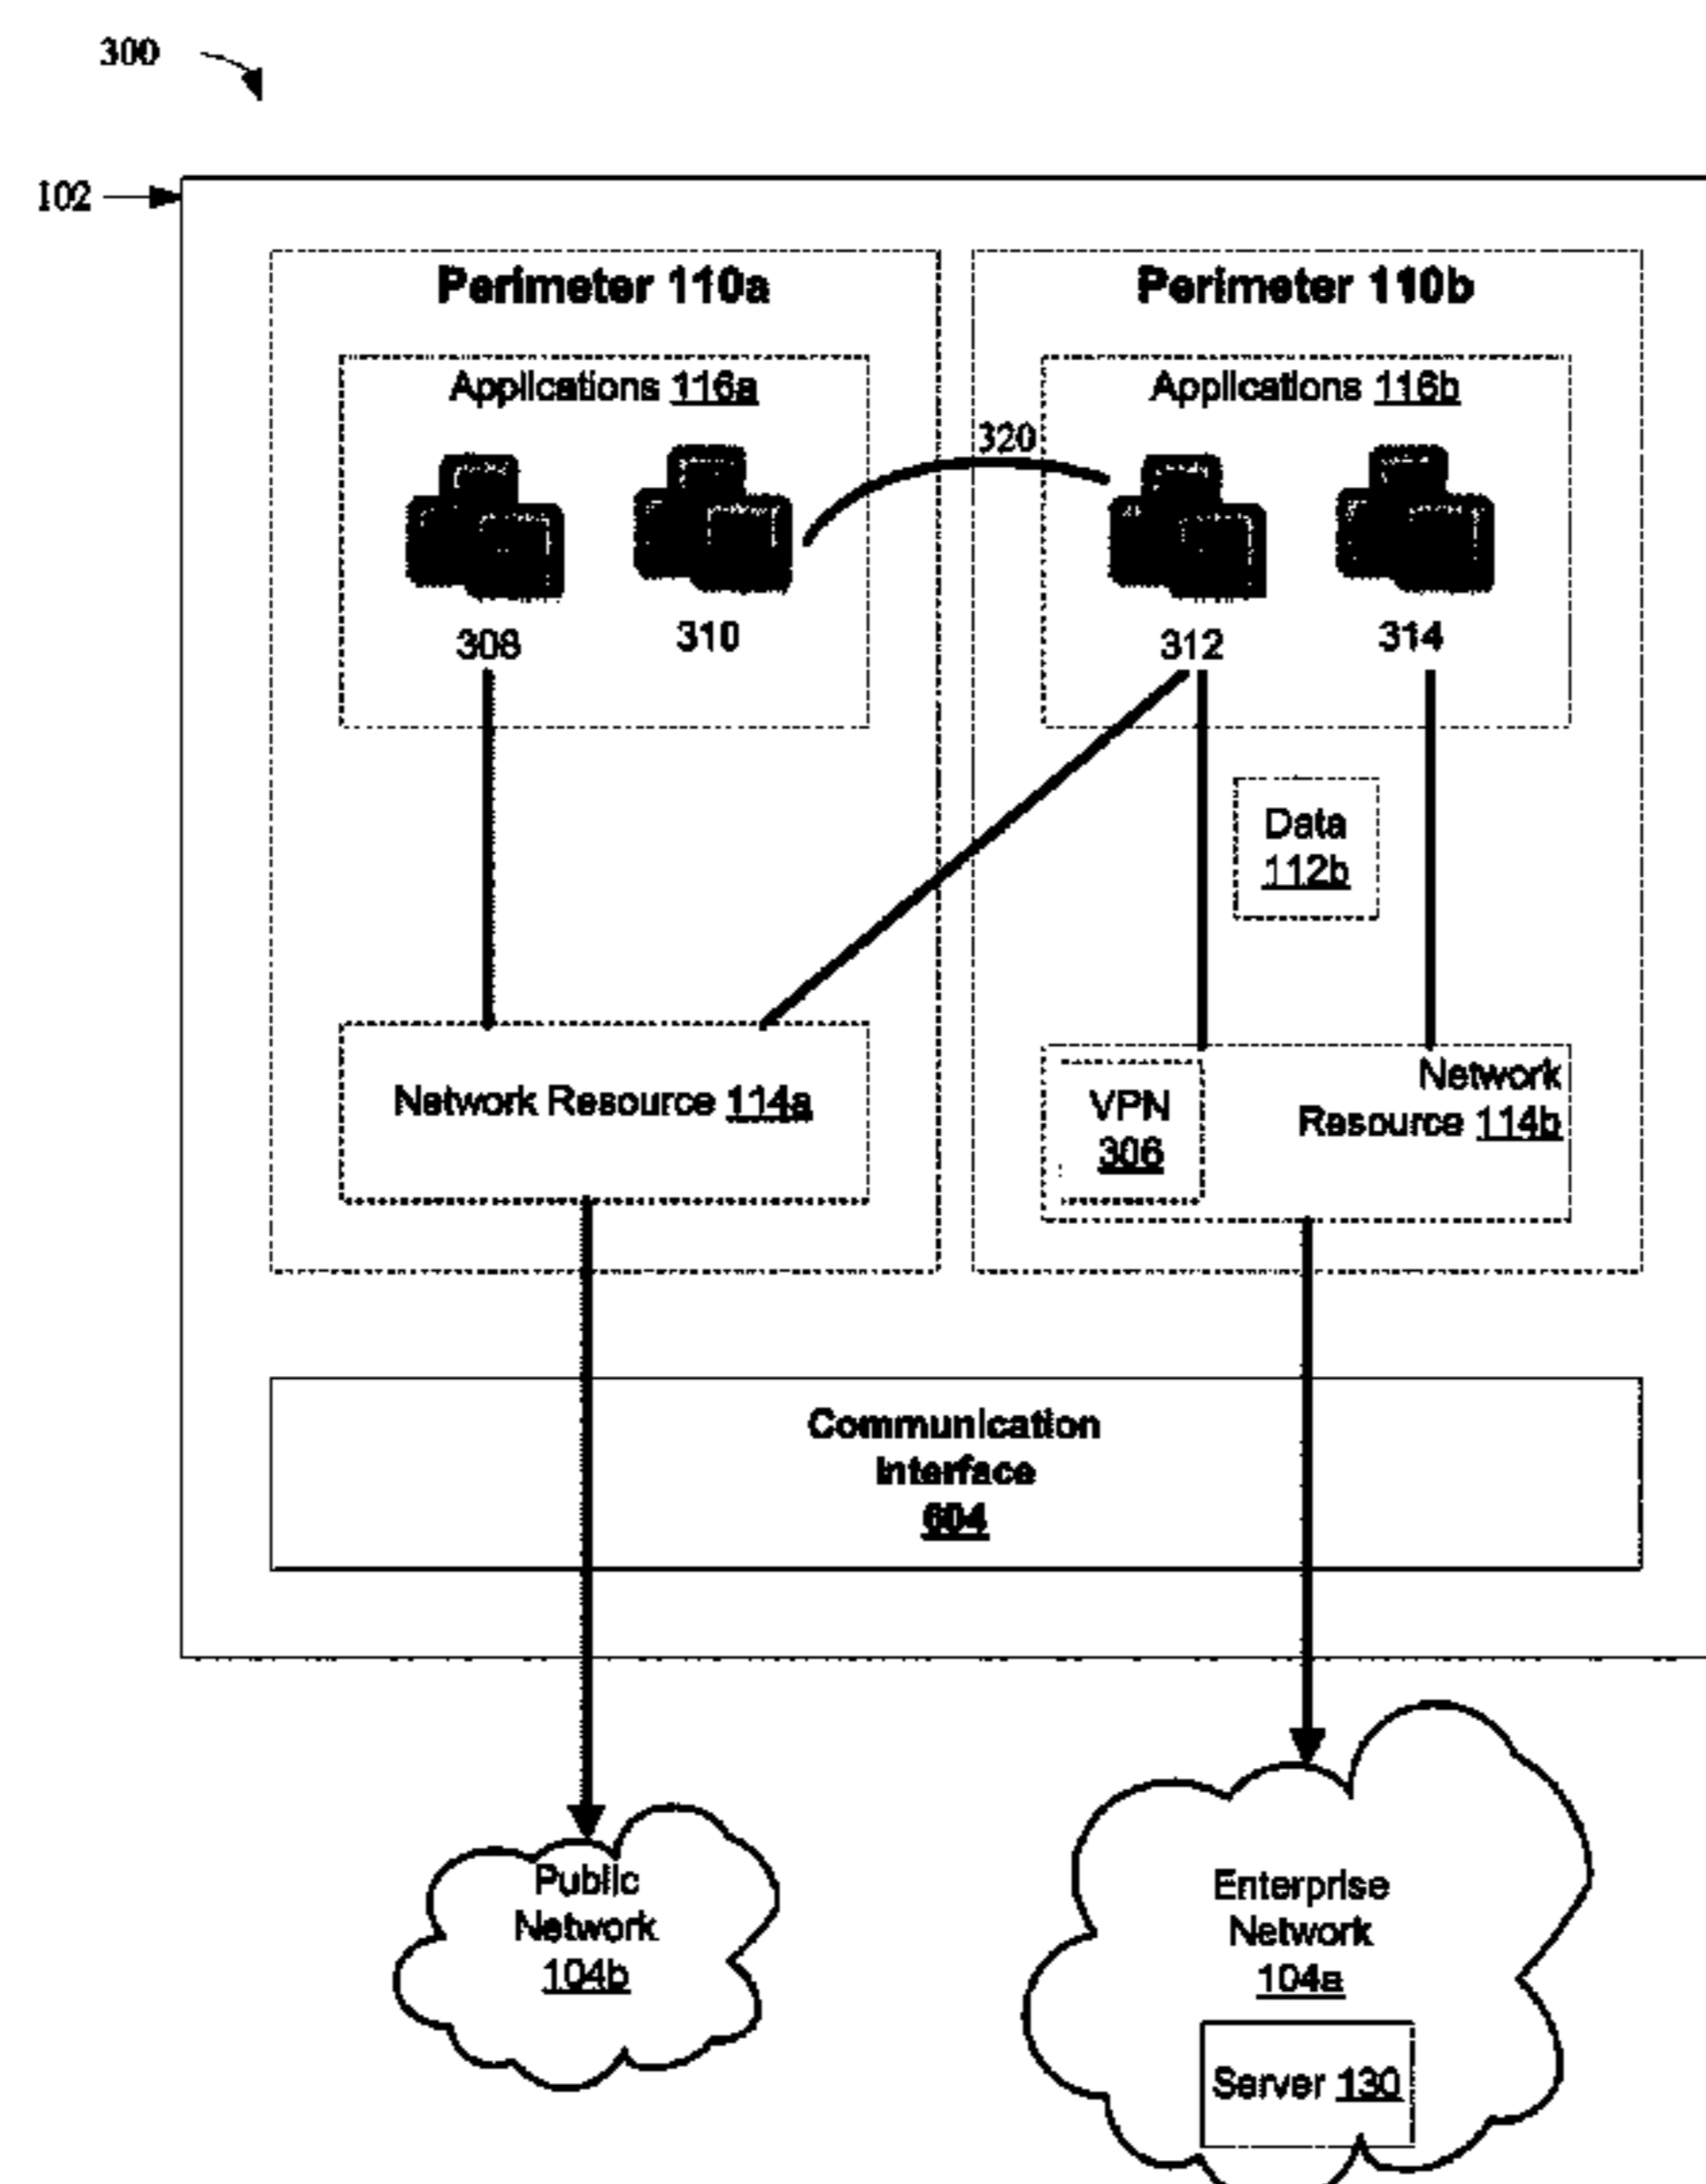 300
102
Perimeter 110a
Perimeter 110b
Applications 116a
Applications 116b
320
308
310
312
314
Data
112b
Network Resource 114a
VPN
306
Network
Resource 114b
Communication
Interface
604
Public
Network
104b
Enterprise
Network
104a
Server 130